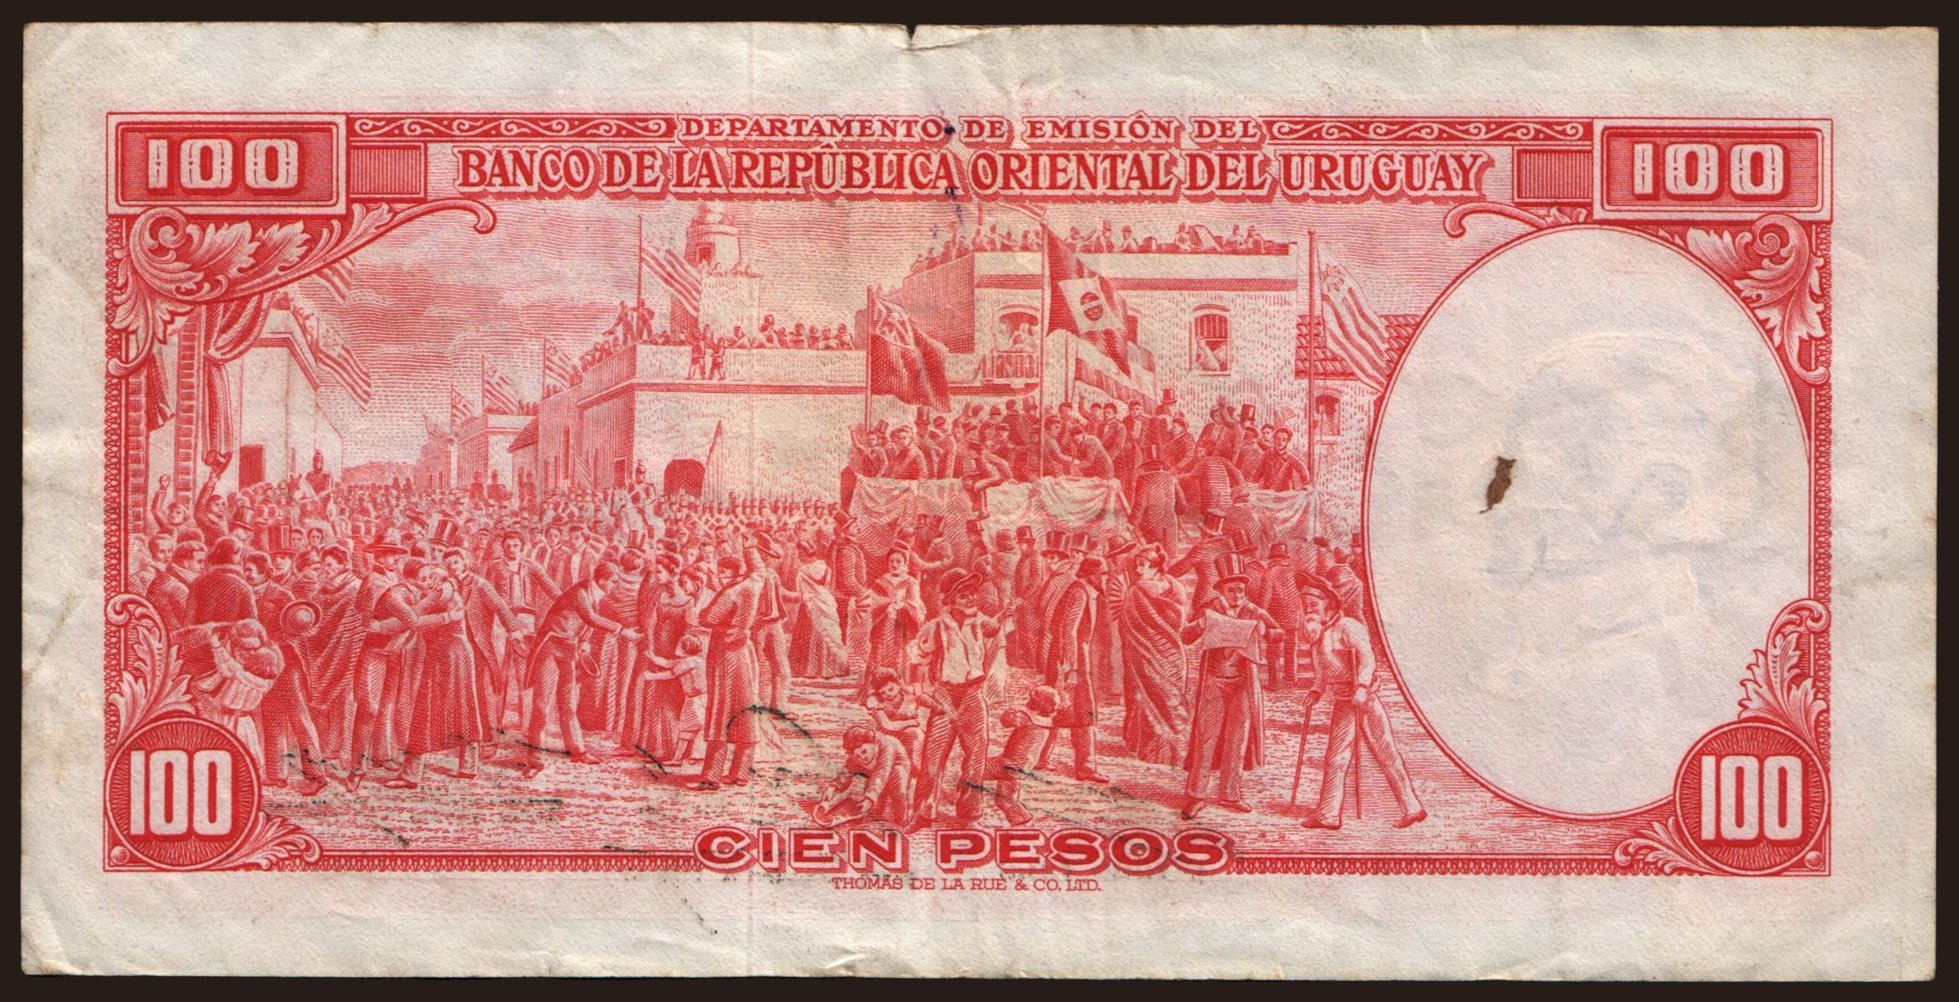 100
DEPARTAMENTO DE EMISIÓN DEL
BANCO DE LA REPÚBLICA ORIENTAL DEL URUGUAY
100
100
CIEN PESOS
100
THOMAS DE LA RUE & CO. LTD.